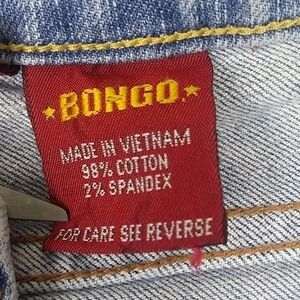 BONGO
MADE IN VIETNAM
98% COTTON
2% SPANDEX
FOR CARE SEE REVERSE